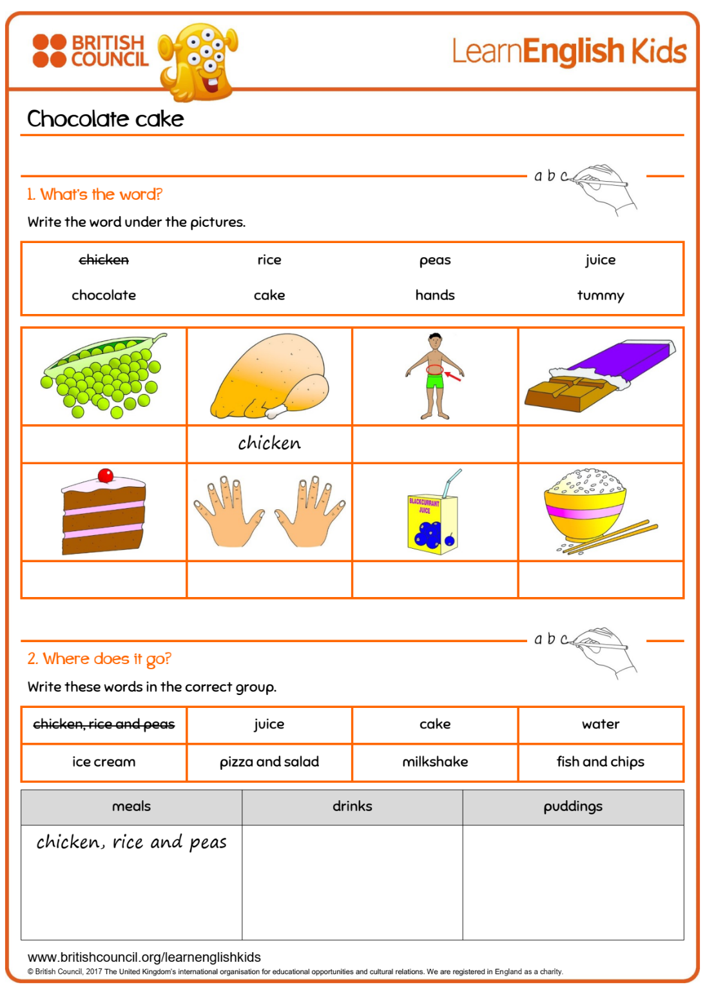 BRITISH
COUNCIL
LearnEnglish Kids
Chocolate cake
a b c
1. What's the word?
Write the word under the pictures.
chicken rice peas juice
chocolate cake hands tummy
chicken
BLACKCURRANT
JUICE
a b c
2. Where does it go?
Write these words in the correct group.
chicken, rice and peas juice cake water
ice cream pizza and salad milkshake fish and chips
meals drinks puddings
chicken, rice and peas
www.britishcouncil.org/learnenglishkids
© British Council, 2017 The United Kingdom's international organisation for educational opportunities and cultural relations. We are registered in England as a charity.